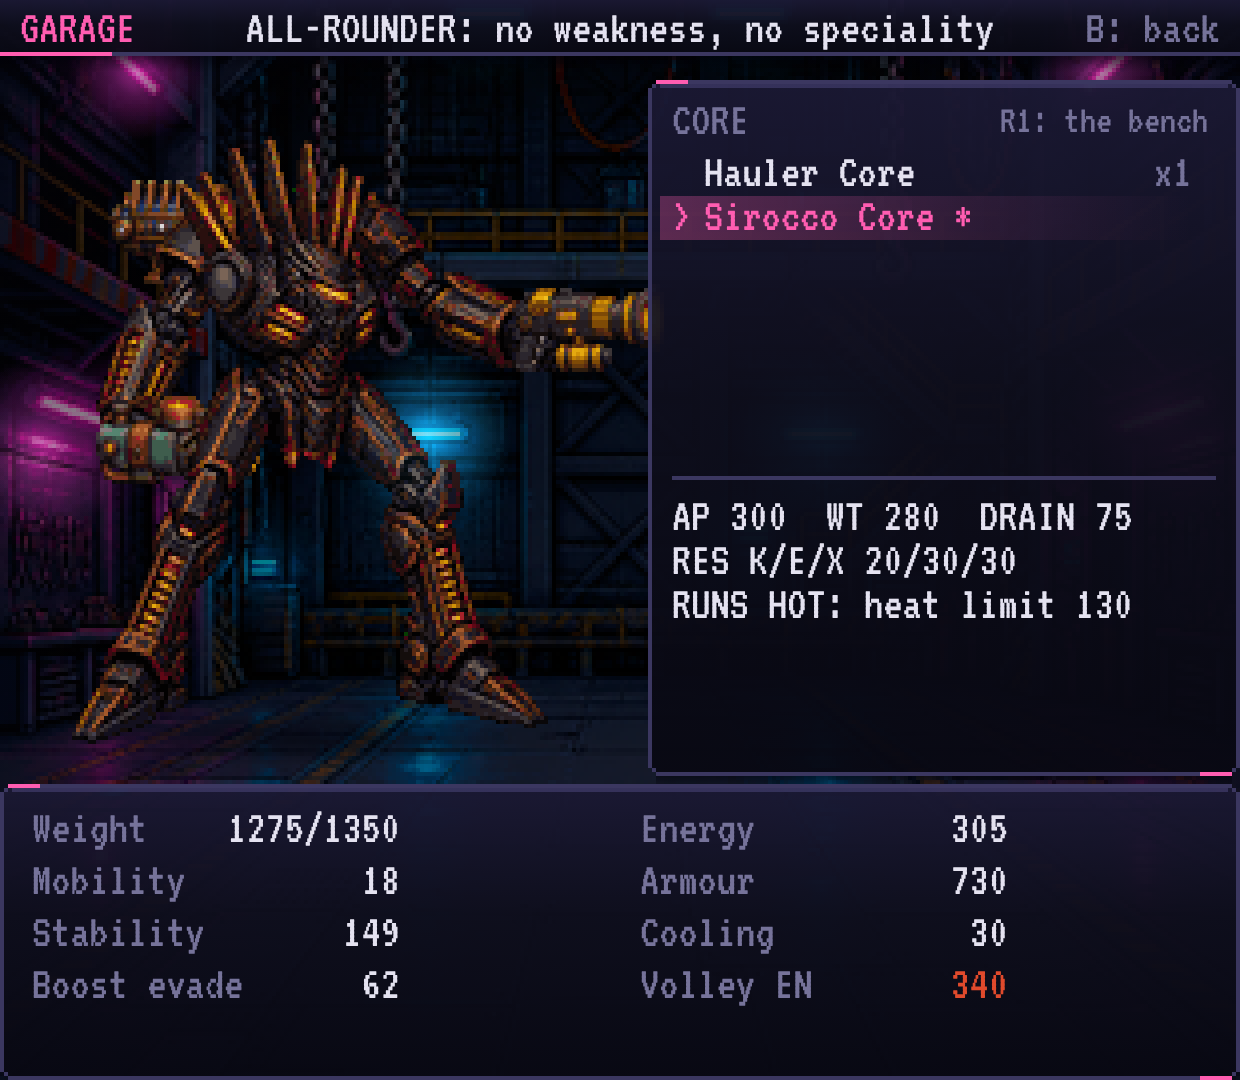 GARAGE ALL-ROUNDER: no weakness, no speciality B: back
CORE R1: the bench
Hauler Core x1
> Sirocco Core *
AP 300 WT 280 DRAIN 75
RES K/E/X 20/30/30
RUNS HOT: heat limit 130
Weight 1275/1350 Energy 305
Mobility 18 Armour 730
Stability 149 Cooling 30
Boost evade 62 Volley EN 340